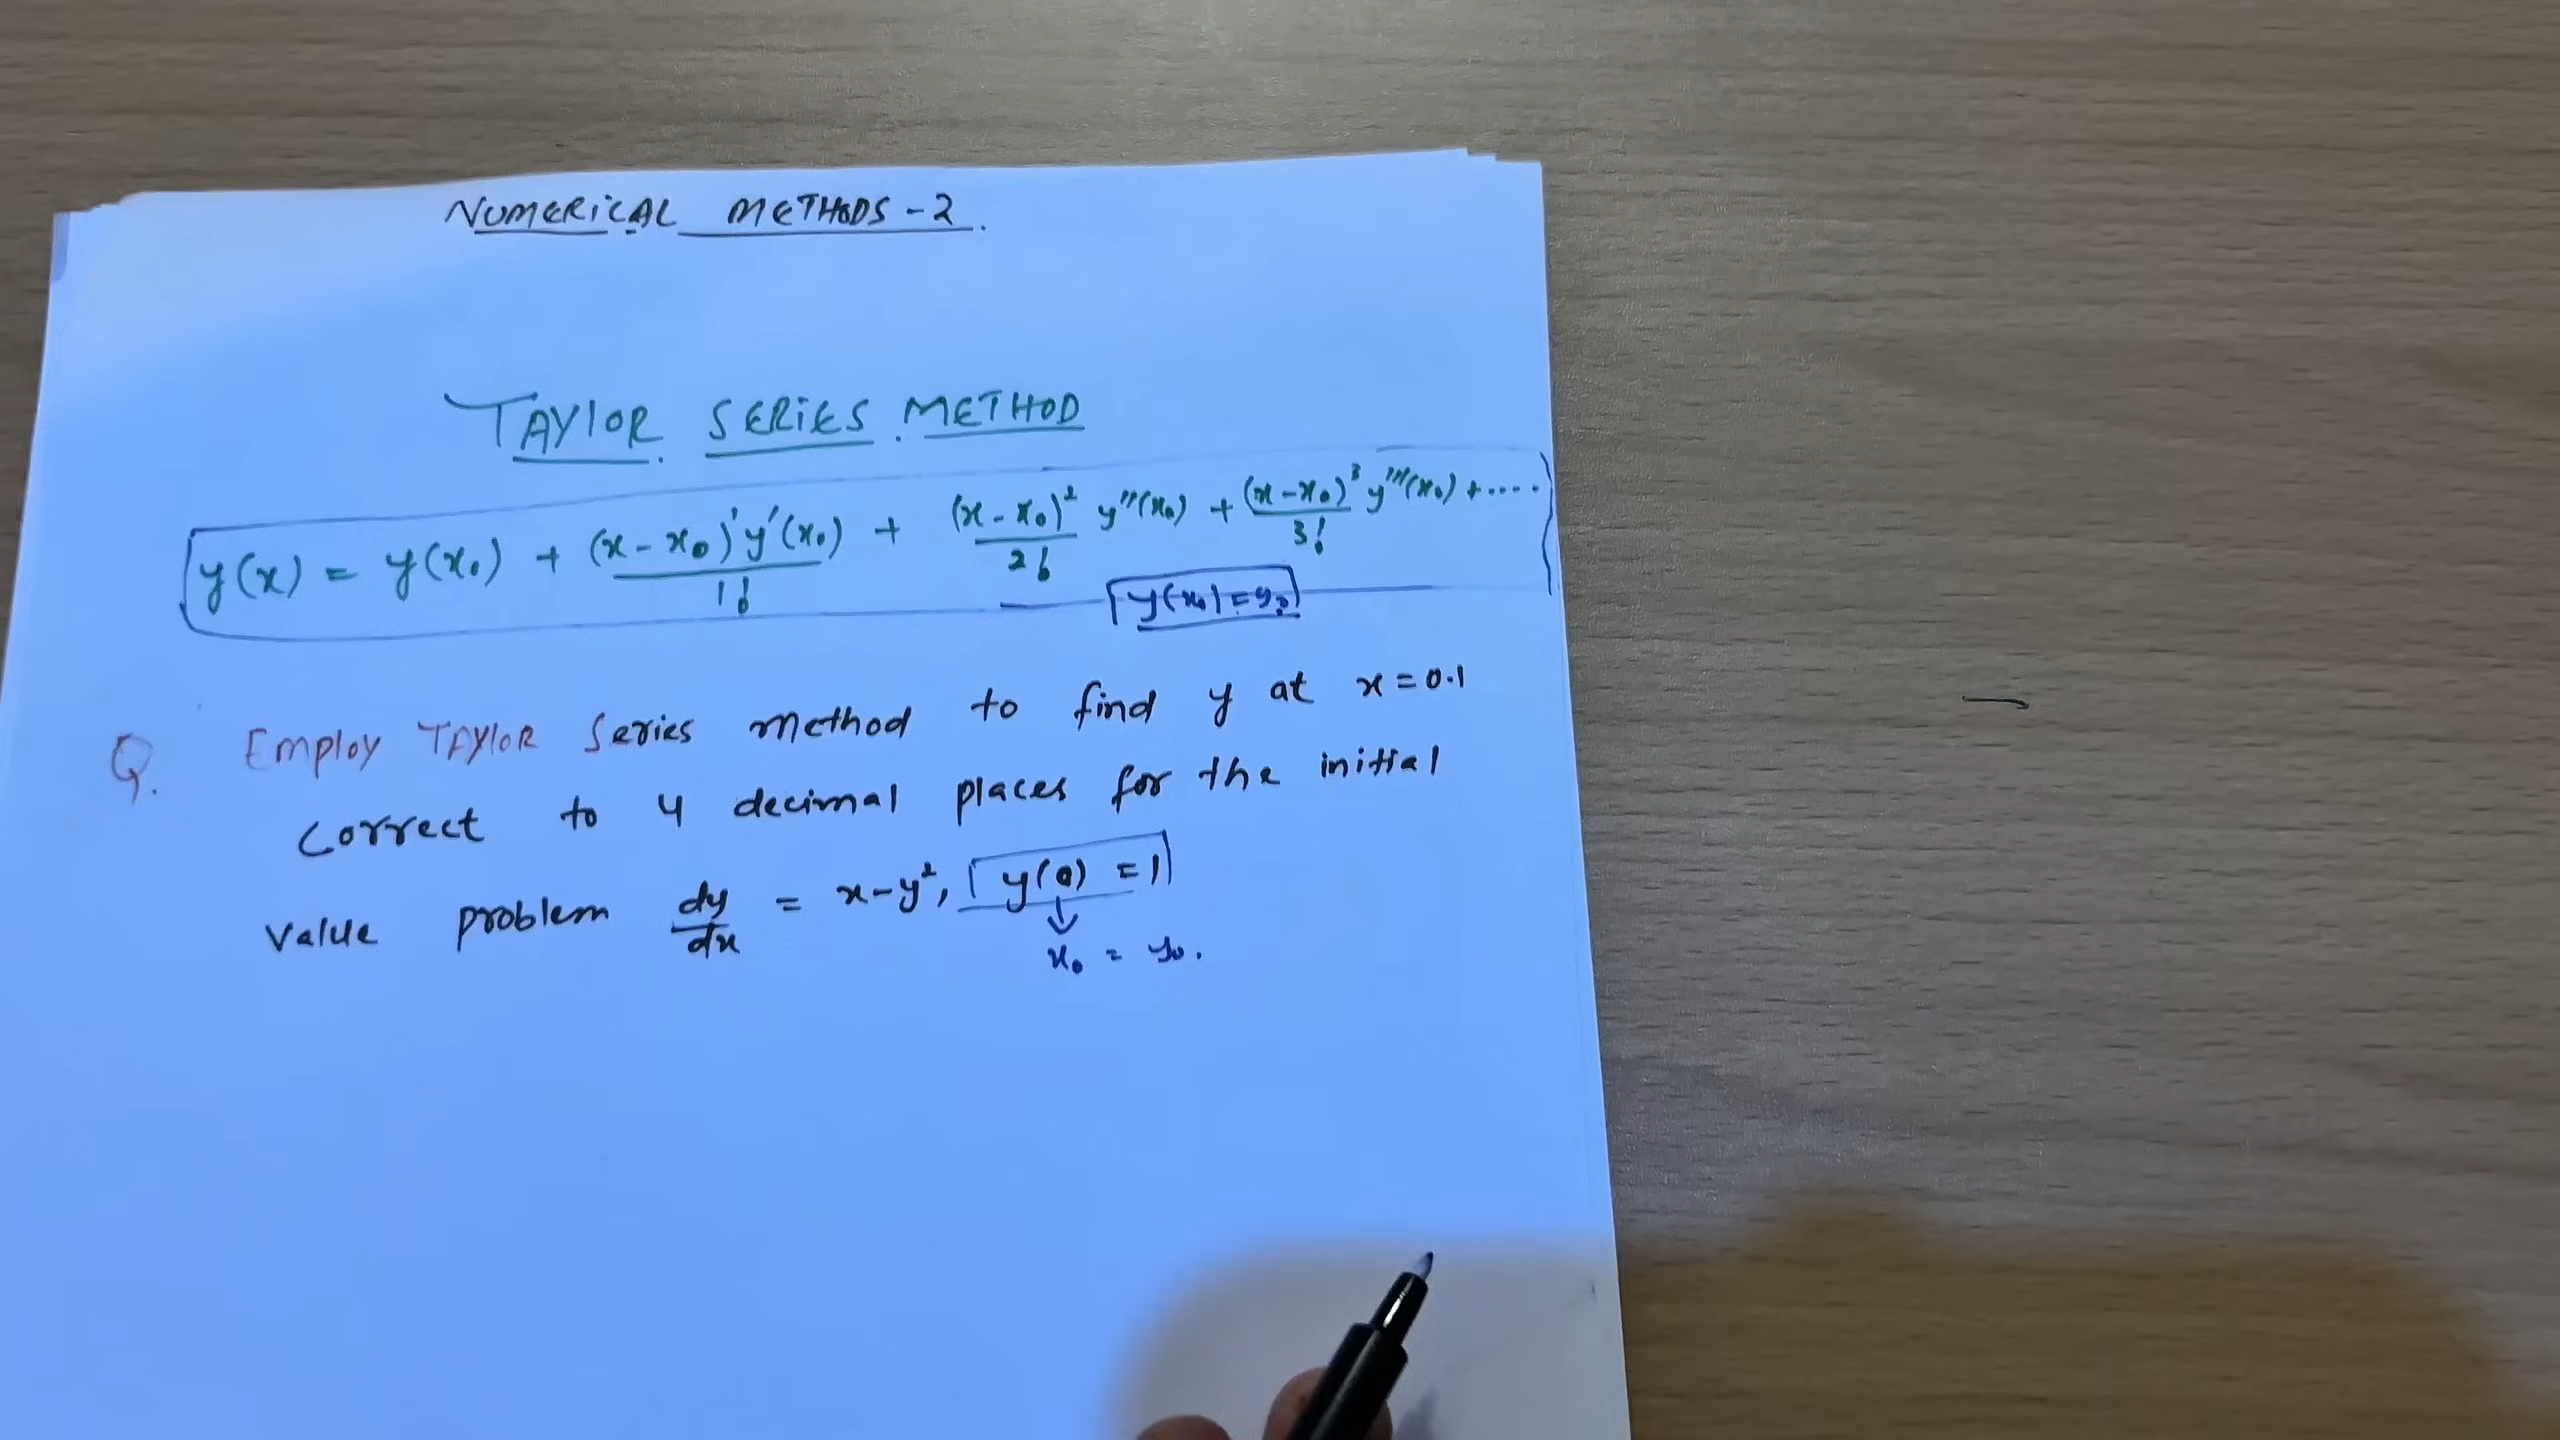 NUMERICAL METHODS - 2.
TAYLOR SERIES METHOD
y(x) = y(x₀) + (x - x₀)'y'(x₀)/1! + (x - x₀)²/2! y''(x₀) + (x - x₀)³/3! y'''(x₀) + ....
y(x₀) = y₀
Q. Employ TAYLOR Series method to find y at x = 0.1
correct to 4 decimal places for the initial
value problem dy/dx = x - y², y(0) = 1
↓
x₀ = y₀.